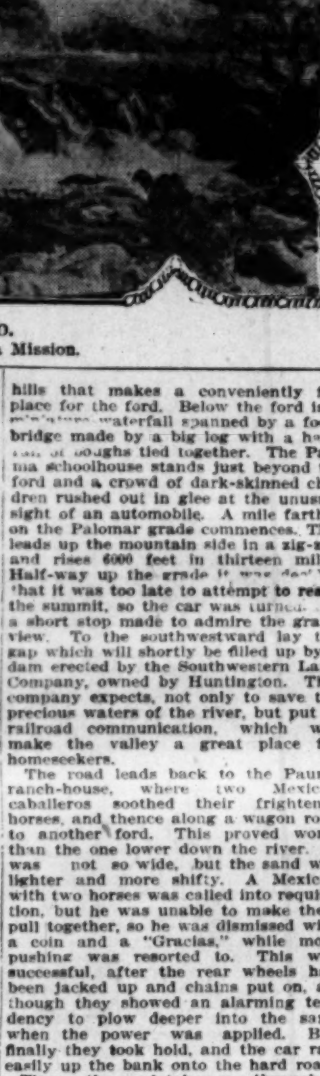 O.
Mission.
hills that makes a conveniently f
place for the ford. Below the ford i
waterfall spanned by a fo
bridge made by a big log with a h
of boughs tied together. The P
ma schoolhouse stands just beyond
ford and a crowd of dark-skinned ch
dren rushed out in glee at the unus
sight of an automobile. A mile farth
on the Palomar grade commences. T
leads up the mountain side in a zig-z
and rises 6000 feet in thirteen mil
Half-way up the grade it was
that it was too late to attempt to rea
the summit, so the car was turned
a short stop made to admire the gra
view. To the southwestward lay t
gap which will shortly be filled up by
dam erected by the Southwestern La
Company, owned by Huntington. Th
company expects, not only to save t
precious waters of the river, but put
railroad communication, which w
make the valley a great place f
homeseekers.
The road leads back to the Paum
ranch-house, where two Mexic
caballeros soothed their frighten
horses, and thence along a wagon ro
to another ford. This proved wor
than the one lower down the river.
was not so wide, but the sand w
lighter and more shifty. A Mexic
with two horses was called into requi
tion, but he was unable to make the
pull together, so he was dismissed wi
a coin and a "Gracias," while mo
pushing was resorted to. This w
successful, after the rear wheels h
been jacked up and chains put on, a
though they showed an alarming te
dency to plow deeper into the sa
when the power was applied. B
finally they took hold, and the car ra
easily up the bank onto the hard roa